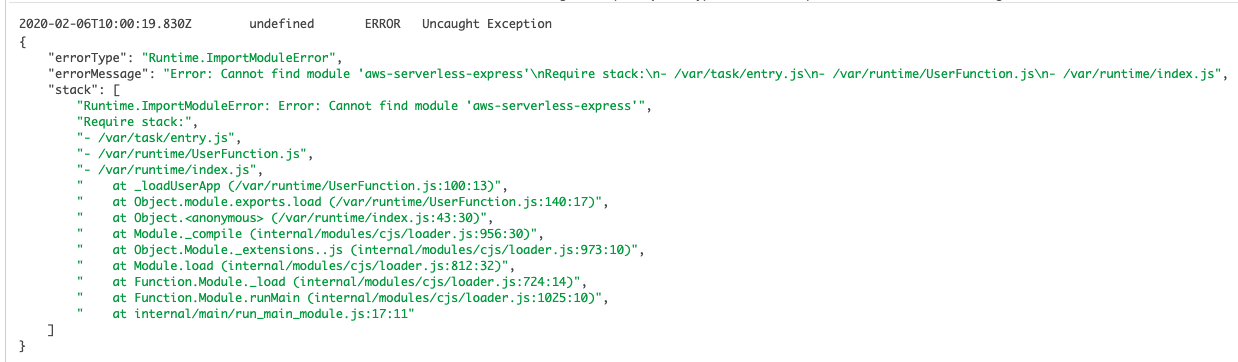 2020-02-06T10:00:19.830Z undefined ERROR Uncaught Exception
{
    "errorType": "Runtime.ImportModuleError",
    "errorMessage": "Error: Cannot find module 'aws-serverless-express'\nRequire stack:\n- /var/task/entry.js\n- /var/runtime/UserFunction.js\n- /var/runtime/index.js",
    "stack": [
        "Runtime.ImportModuleError: Error: Cannot find module 'aws-serverless-express'",
        "Require stack:",
        "- /var/task/entry.js",
        "- /var/runtime/UserFunction.js",
        "- /var/runtime/index.js",
        "    at _loadUserApp (/var/runtime/UserFunction.js:100:13)",
        "    at Object.module.exports.load (/var/runtime/UserFunction.js:140:17)",
        "    at Object.<anonymous> (/var/runtime/index.js:43:30)",
        "    at Module._compile (internal/modules/cjs/loader.js:956:30)",
        "    at Object.Module._extensions..js (internal/modules/cjs/loader.js:973:10)",
        "    at Module.load (internal/modules/cjs/loader.js:812:32)",
        "    at Function.Module._load (internal/modules/cjs/loader.js:724:14)",
        "    at Function.Module.runMain (internal/modules/cjs/loader.js:1025:10)",
        "    at internal/main/run_main_module.js:17:11"
    ]
}